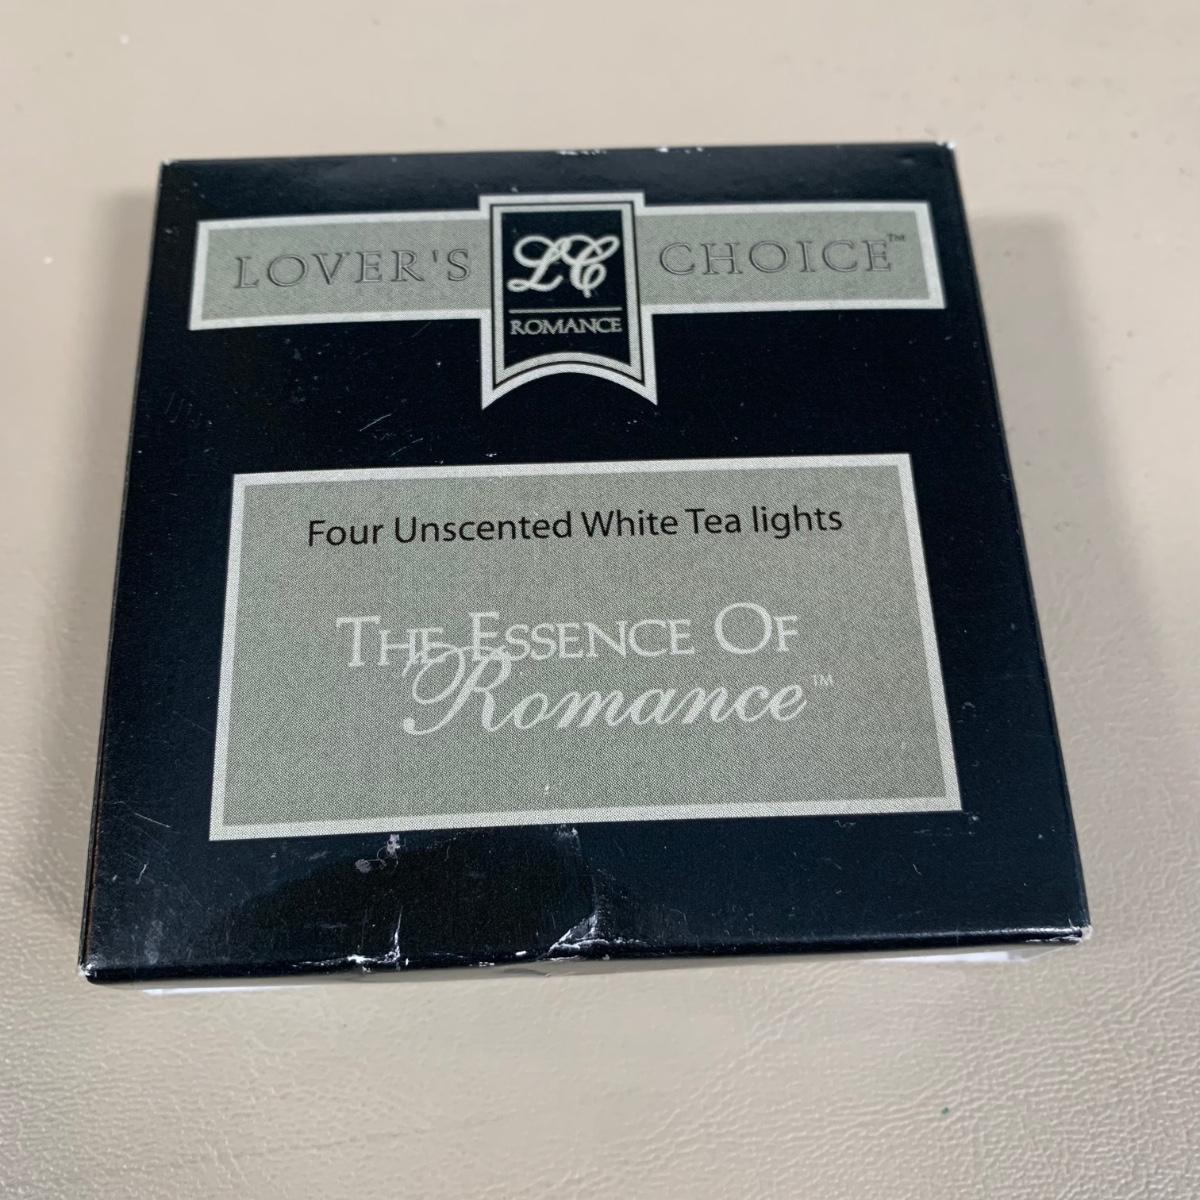 LOVER'S LC CHOICE™
ROMANCE
Four Unscented White Tea lights
THE ESSENCE OF
Romance™